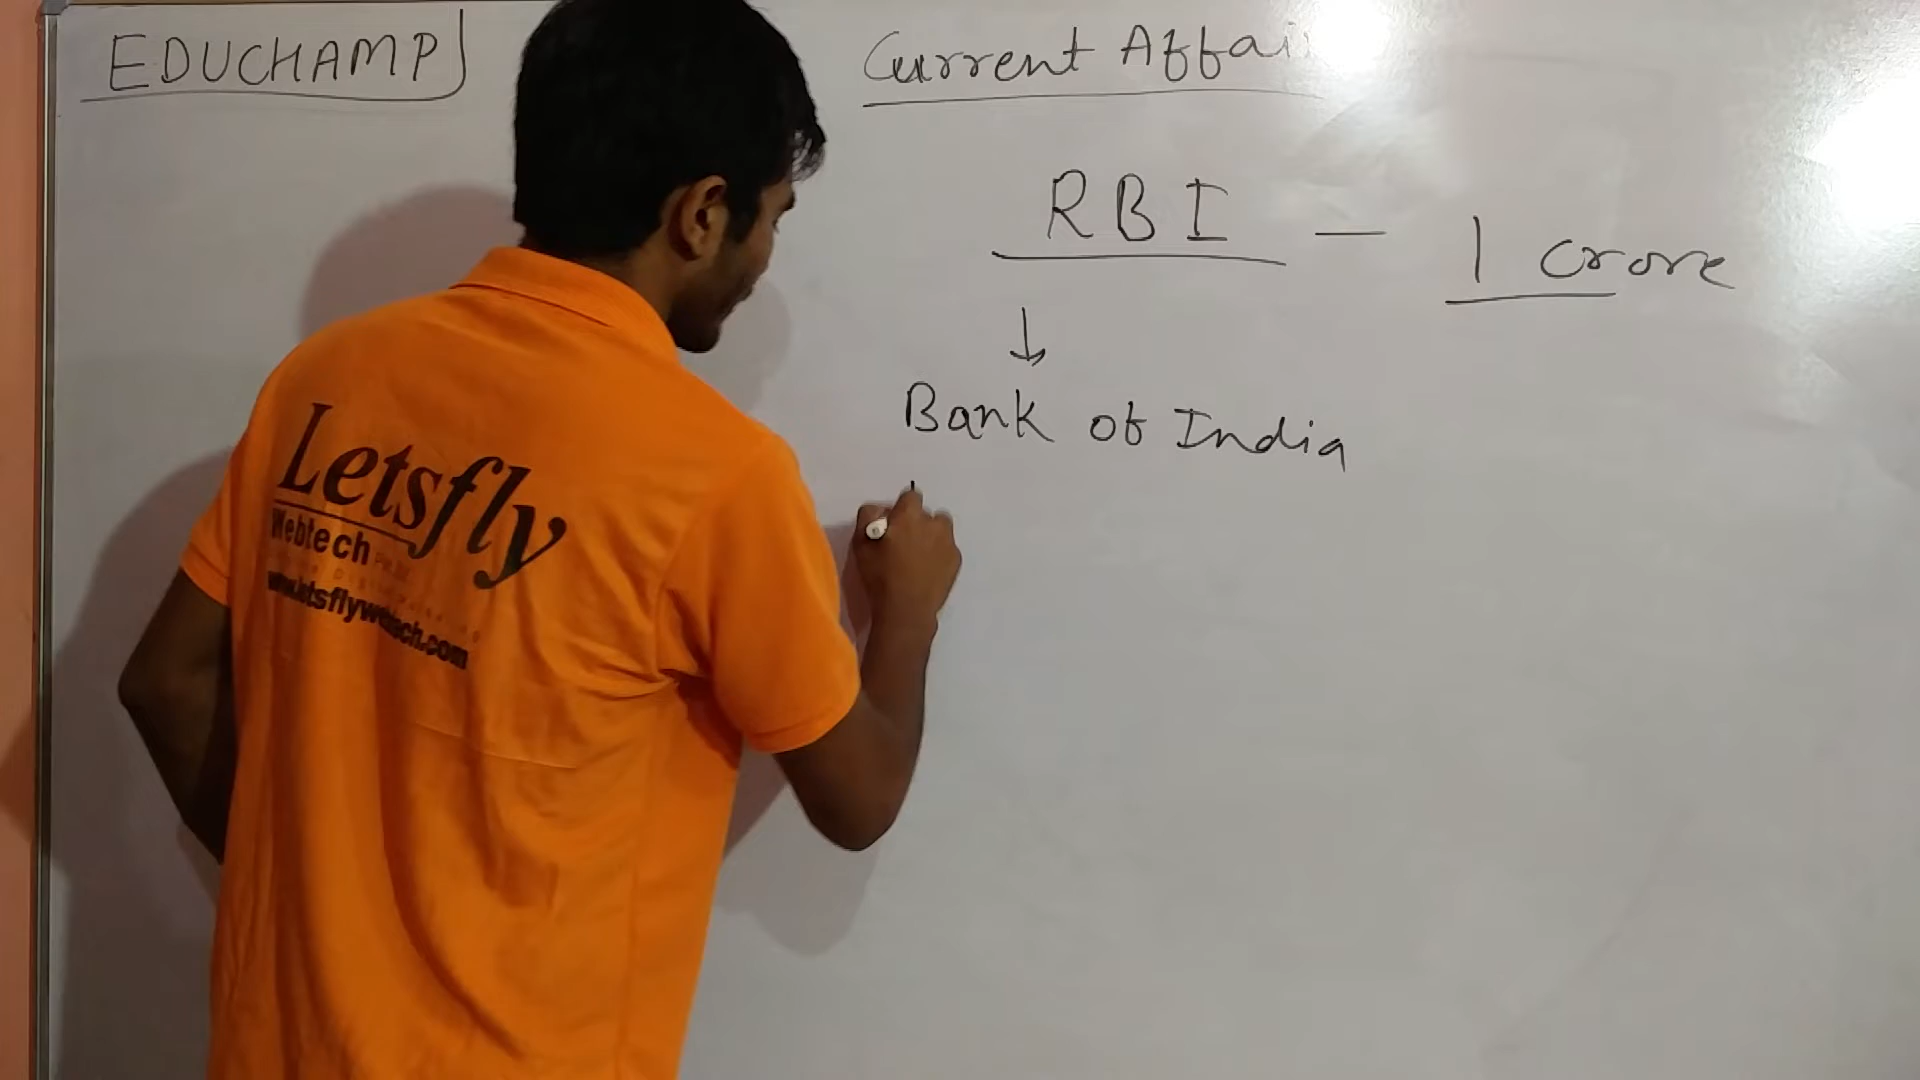 EDUCHAMP
Current Affai
RBI - 1 crore
↓
Bank of India
Letsfly
Webtech
www.letsflywebtech.com